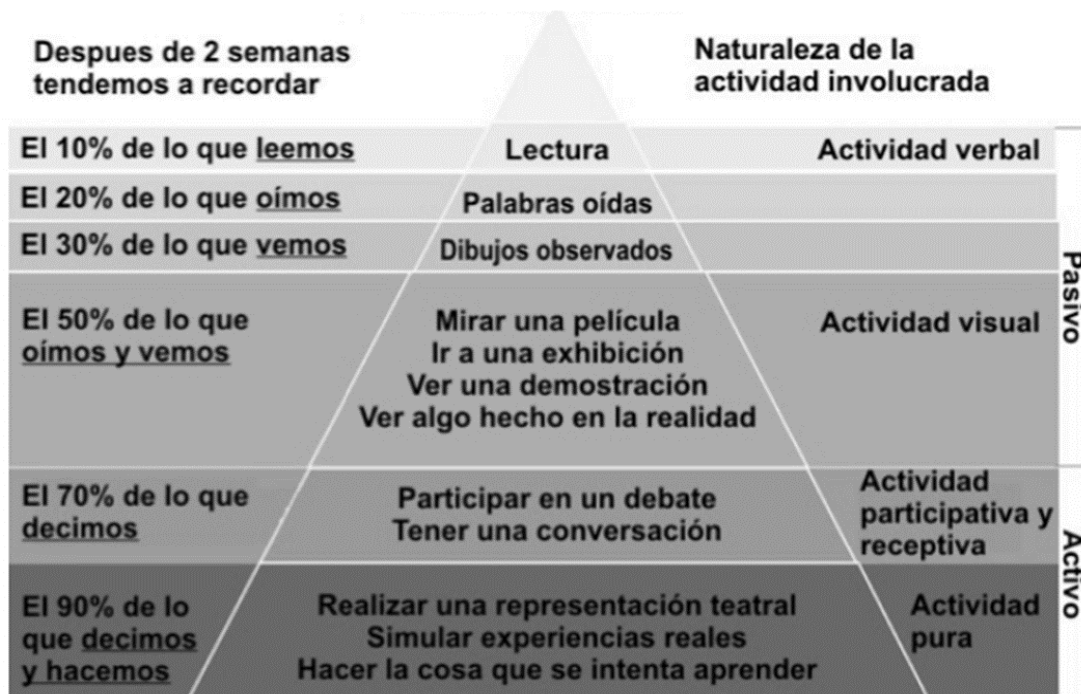 Despues de 2 semanas
tendemos a recordar
Naturaleza de la
actividad involucrada
El 10% de lo que leemos
Lectura
Actividad verbal
El 20% de lo que oímos
Palabras oídas
El 30% de lo que vemos
Dibujos observados
El 50% de lo que
oímos y vemos
Mirar una película
Ir a una exhibición
Ver una demostración
Ver algo hecho en la realidad
Actividad visual
Pasivo
El 70% de lo que
decimos
Participar en un debate
Tener una conversación
Actividad
participativa y
receptiva
El 90% de lo
que decimos
y hacemos
Realizar una representación teatral
Simular experiencias reales
Hacer la cosa que se intenta aprender
Actividad
pura
Activo